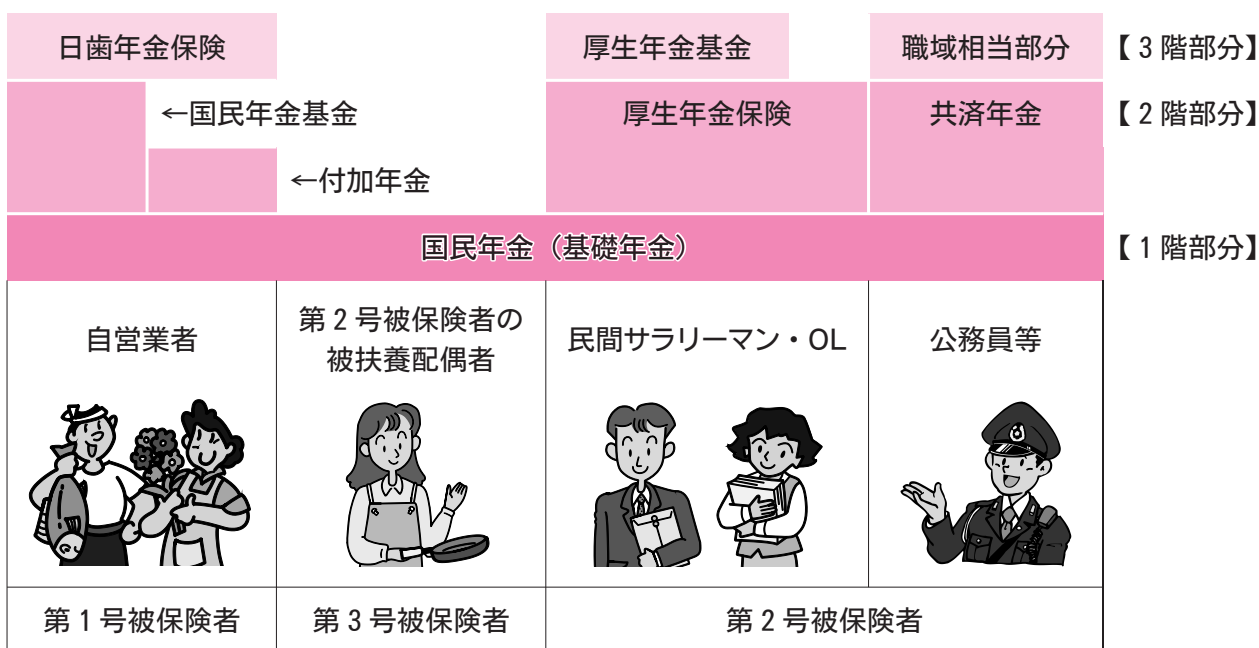 日歯年金保険 厚生年金基金 職域相当部分 【3階部分】
←国民年金基金 厚生年金保険 共済年金 【2階部分】
←付加年金
国民年金（基礎年金） 【1階部分】
自営業者 第2号被保険者の 民間サラリーマン・OL 公務員等
被扶養配偶者
第1号被保険者 第3号被保険者 第2号被保険者